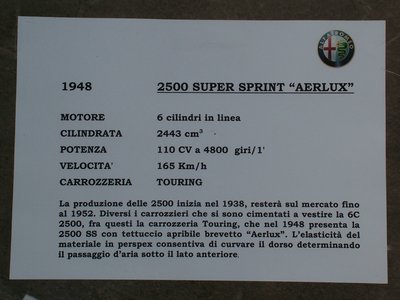 1948 2500 SUPER SPRINT “AERLUX”
MOTORE 6 cilindri in linea
CILINDRATA 2443 cm³
POTENZA 110 CV a 4800 giri/1'
VELOCITA' 165 Km/h
CARROZZERIA TOURING
La produzione delle 2500 inizia nel 1938, resterà sul mercato fino
al 1952. Diversi i carrozzieri che si sono cimentati a vestire la 6C
2500, fra questi la carrozzeria Touring, che nel 1948 presenta la
2500 SS con tettuccio apribile brevetto “Aerlux”. L'elasticità del
materiale in perspex consentiva di curvare il dorso determinando
il passaggio d'aria sotto il lato anteriore.